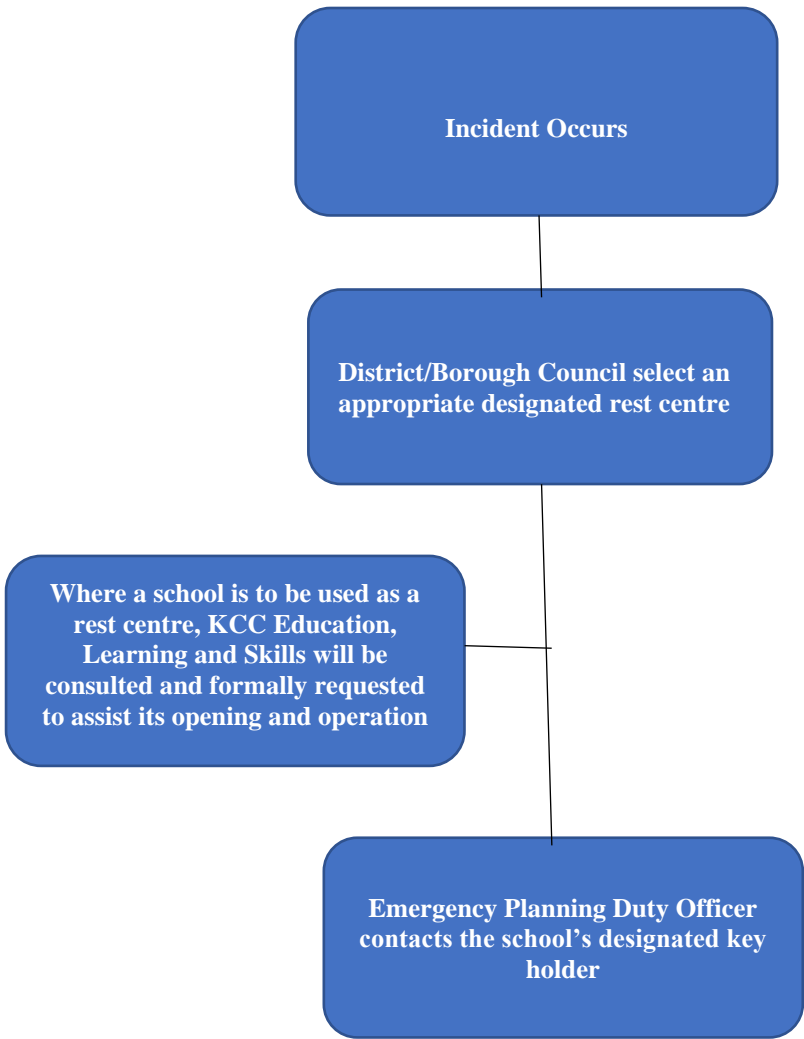 Incident Occurs
District/Borough Council select an
appropriate designated rest centre
Where a school is to be used as a
rest centre, KCC Education,
Learning and Skills will be
consulted and formally requested
to assist its opening and operation
Emergency Planning Duty Officer
contacts the school’s designated key
holder